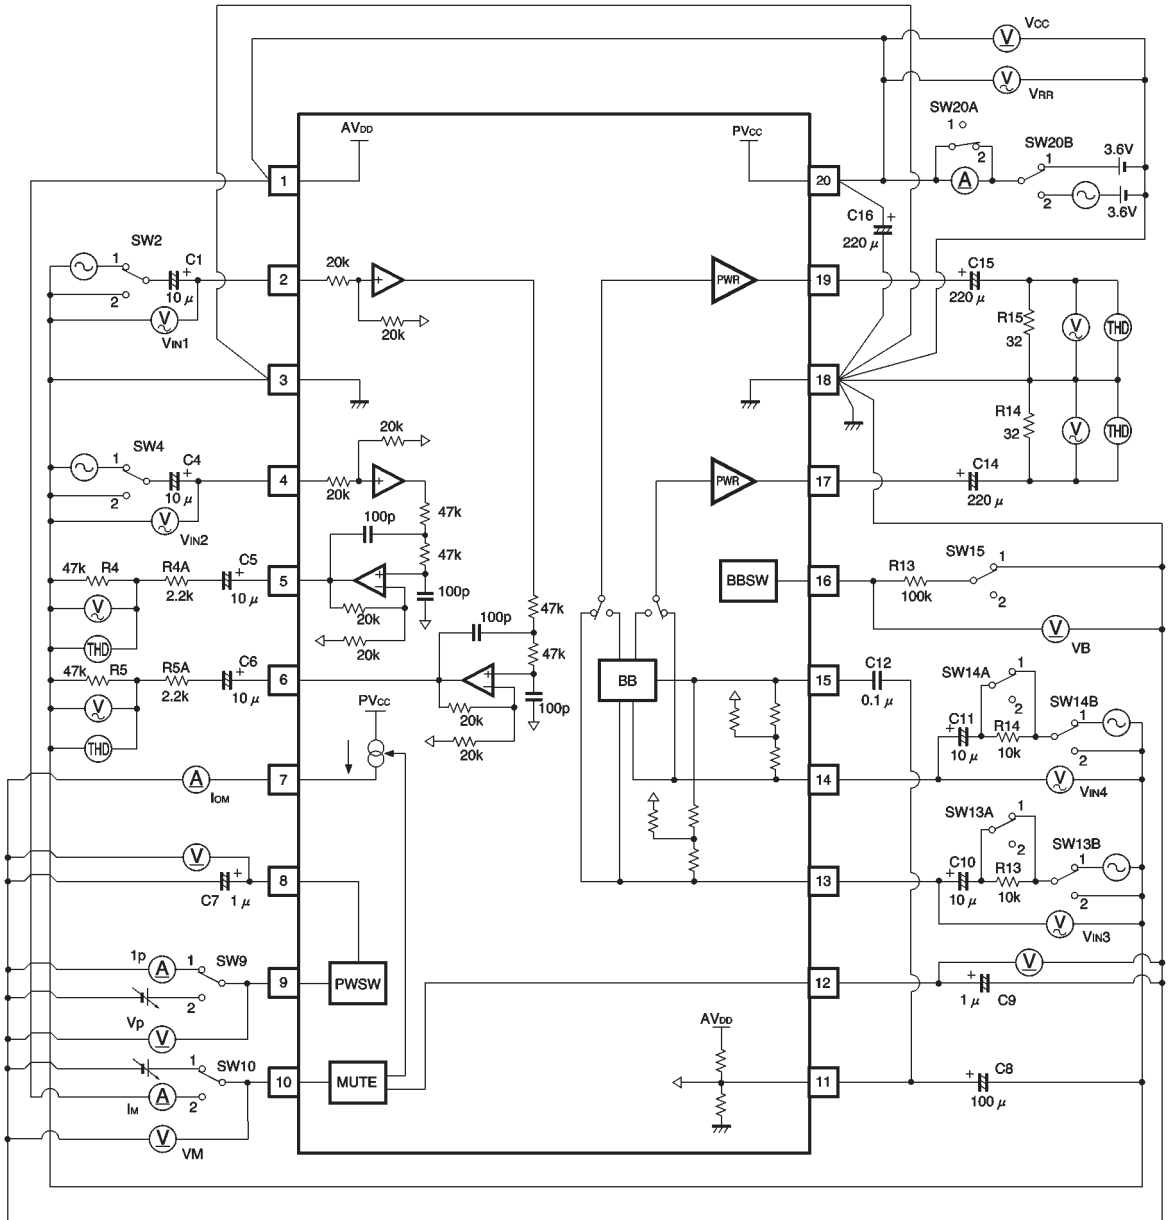 VCC
V
VRR
V
SW20A
1
2
SW20B
1
2
3.6V
3.6V
A
AVDD
PVCC
1
20
C16
+
220 μ
SW2
1
2
C1
+
10 μ
V
VIN1
2
20k
+
20k
PWR
19
C15
+
220 μ
R15
32
V
THD
3
18
R14
32
V
THD
SW4
1
2
C4
+
10 μ
V
VIN2
4
20k
20k
+
47k
PWR
17
C14
+
220 μ
100p
47k
47k
R4
R4A
2.2k
C5
+
10 μ
5
+
−
100p
20k
20k
V
THD
BBSW
16
R13
100k
SW15
1
2
V
VB
47k
R5
R5A
2.2k
C6
+
10 μ
6
100p
47k
47k
+
−
100p
20k
20k
V
THD
BB
15
C12
0.1 μ
SW14A
1
2
SW14B
1
2
C11
+
10 μ
R14
10k
PVCC
A
IOM
7
14
V
VIN4
SW13A
1
2
SW13B
1
2
V
C7
+
1 μ
8
13
C10
+
10 μ
R13
10k
V
VIN3
1p
A
1
SW9
2
9
PWSW
12
V
+
1 μ
C9
Vp
V
1
SW10
2
IM
A
10
MUTE
AVDD
11
+
C8
100 μ
V
VM